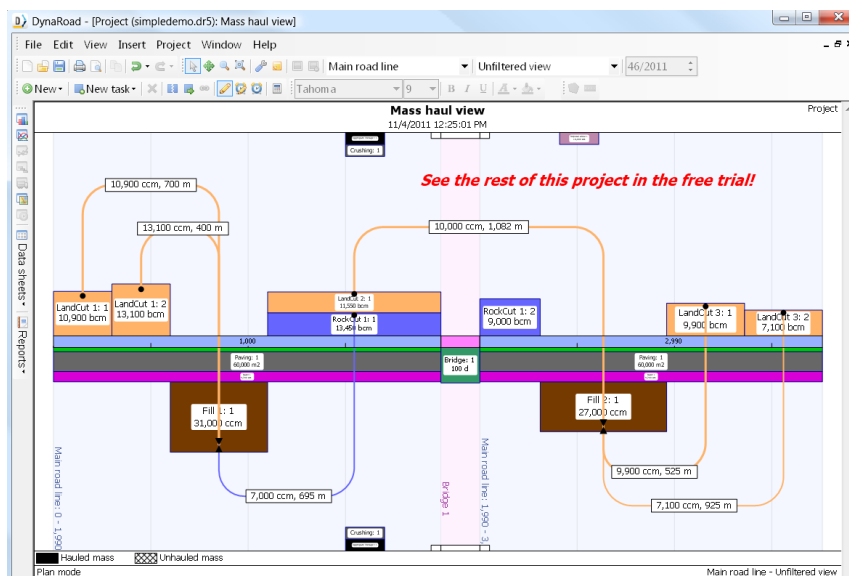 DynaRoad - [Project (simpledemo.dr5): Mass haul view]
File Edit View Insert Project Window Help
Main road line Unfiltered view 46/2011
New New task Tahoma 9 B I U A
Mass haul view
Project
11/4/2011 12:25:01 PM
Crushing: 1
See the rest of this project in the free trial!
10,900 ccm, 700 m
13,100 ccm, 400 m
10,000 ccm, 1,082 m
LandCut 1: 1
10,900 bcm
LandCut 1: 2
13,100 bcm
LandCut 2: 1
11,550 bcm
RockCut 1: 1
13,450 bcm
RockCut 1: 2
9,000 bcm
LandCut 3: 1
9,900 bcm
LandCut 3: 2
7,100 bcm
1,000
2,990
Paving: 1
60,000 m2
Bridge: 1
100 d
Paving: 1
60,000 m2
Fill 1: 1
31,000 ccm
Fill 2: 1
27,000 ccm
9,900 ccm, 525 m
7,000 ccm, 695 m
7,100 ccm, 925 m
Main road line: 0 - 1,990
Bridge 1
Main road line: 1,990 - 3,
Crushing: 1
Data sheets
Reports
Hauled mass Unhauled mass
Plan mode
Main road line - Unfiltered view